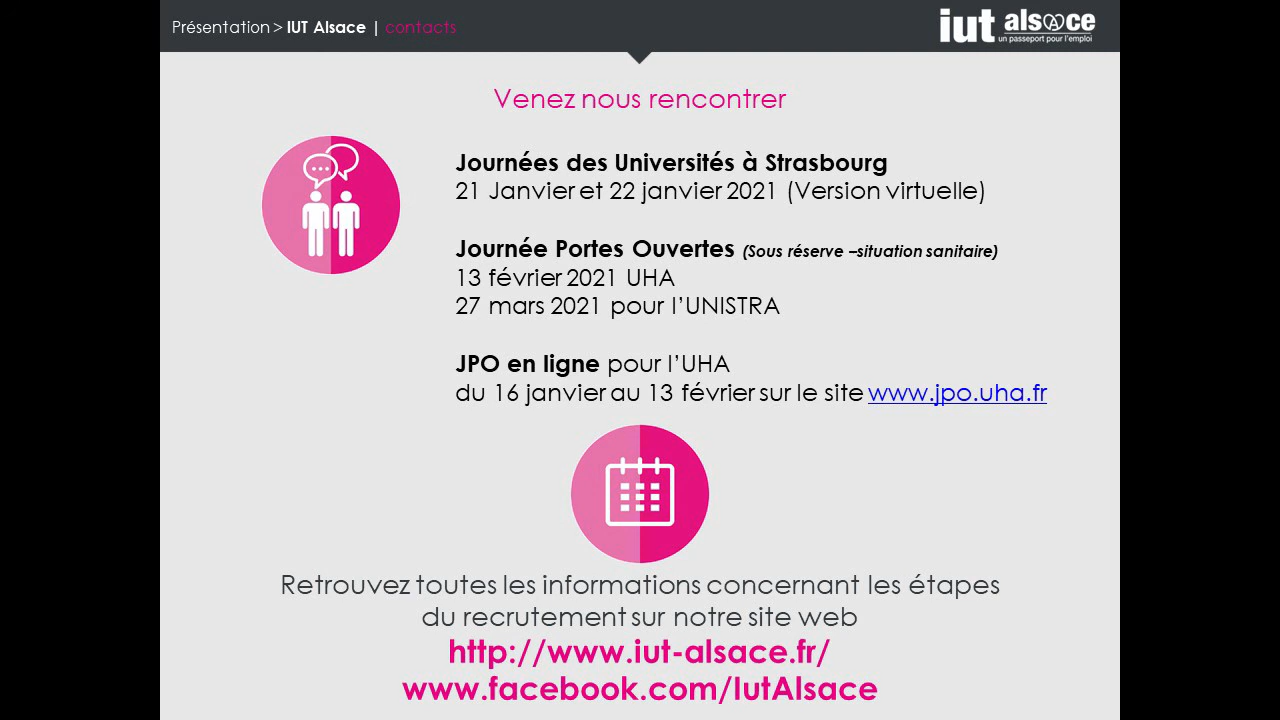 Présentation > IUT Alsace | contacts
iut alsace
un passeport pour l'emploi
Venez nous rencontrer
Journées des Universités à Strasbourg
21 Janvier et 22 janvier 2021 (Version virtuelle)
Journée Portes Ouvertes (Sous réserve –situation sanitaire)
13 février 2021 UHA
27 mars 2021 pour l'UNISTRA
JPO en ligne pour l'UHA
du 16 janvier au 13 février sur le site www.jpo.uha.fr
Retrouvez toutes les informations concernant les étapes
du recrutement sur notre site web
http://www.iut-alsace.fr/
www.facebook.com/IutAlsace